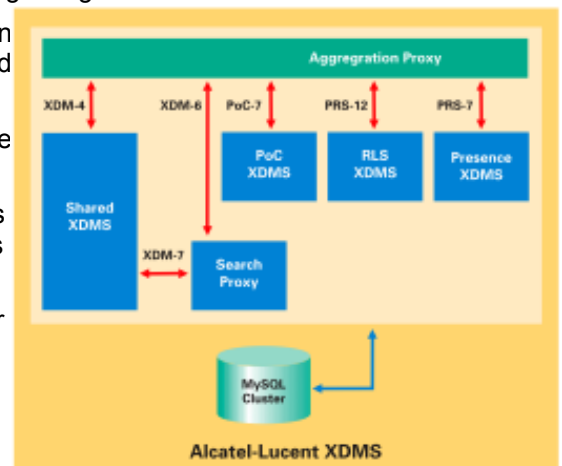 n
d
e
s
s
r
Aggregration Proxy
XDM-4
XDM-6
PoC-7
PRS-12
PRS-7
PoC
XDMS
RLS
XDMS
Presence
XDMS
Shared
XDMS
XDM-7
Search
Proxy
MySQL
Cluster
Alcatel-Lucent XDMS